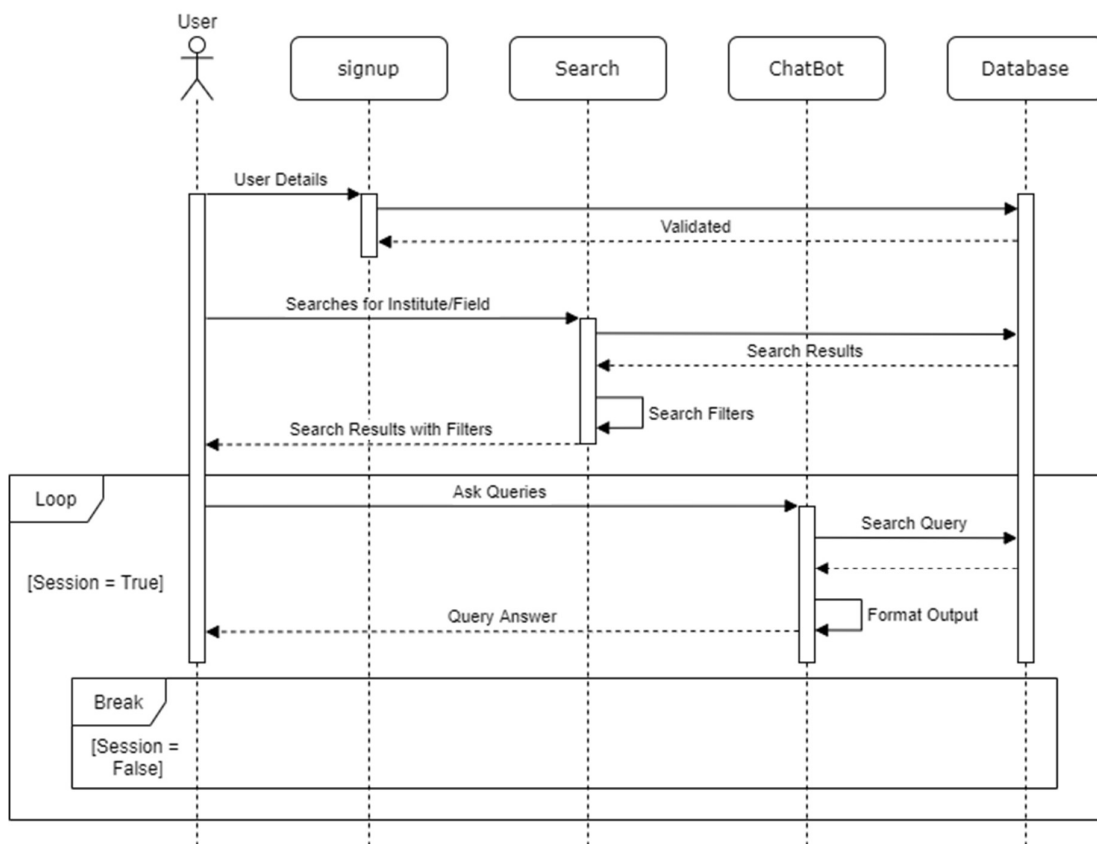 User
signup
Search
ChatBot
Database
User Details
Validated
Searches for Institute/Field
Search Results
Search Filters
Search Results with Filters
Loop
Ask Queries
Search Query
[Session = True]
Format Output
Query Answer
Break
[Session =
False]